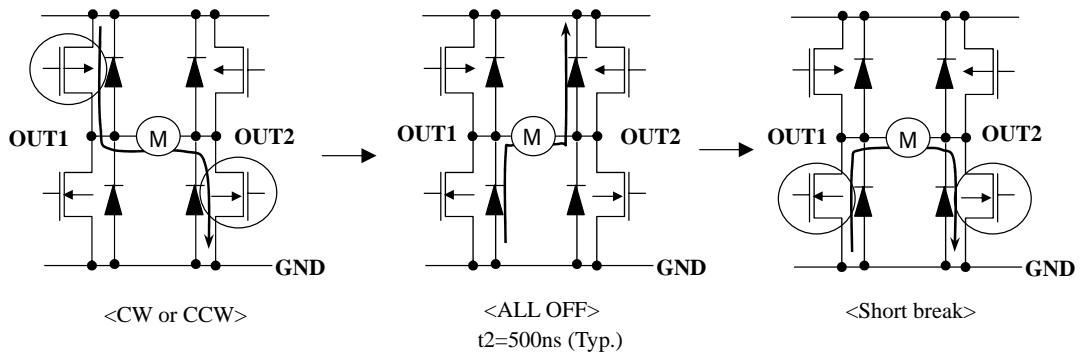 M
OUT1
OUT2
GND
<CW or CCW>
M
OUT1
OUT2
GND
<ALL OFF>
t2=500ns (Typ.)
M
OUT1
OUT2
GND
<Short break>